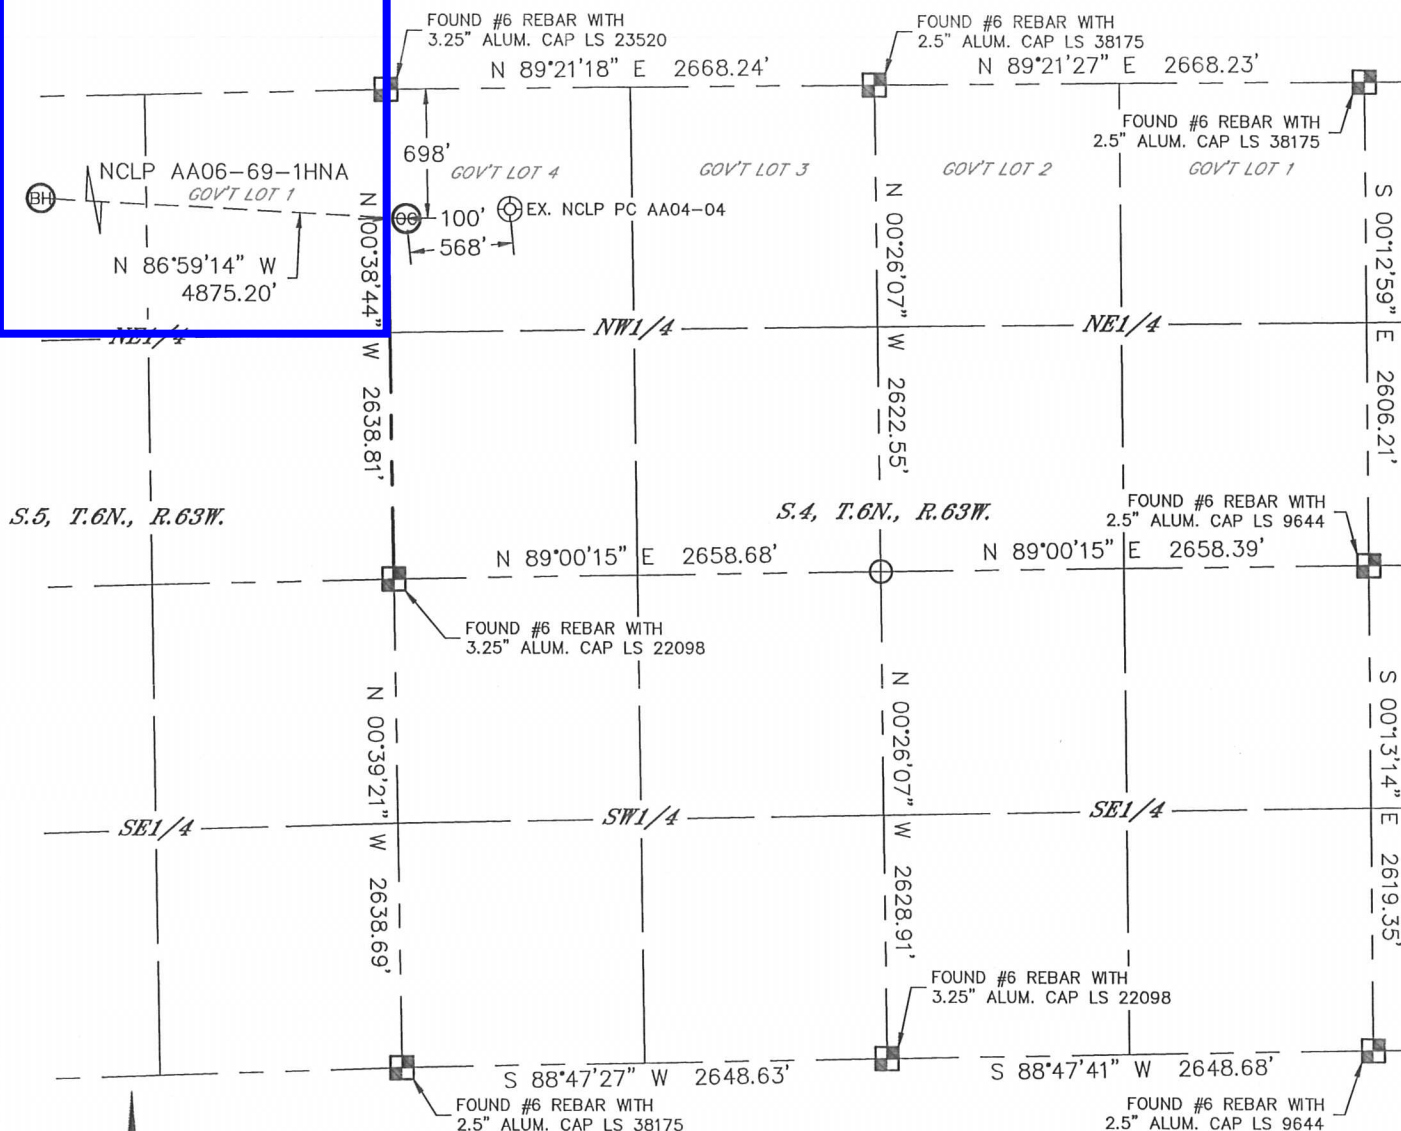 FOUND #6 REBAR WITH
3.25" ALUM. CAP LS 23520
FOUND #6 REBAR WITH
2.5" ALUM. CAP LS 38175
N 89°21'18" E 2668.24'
N 89°21'27" E 2668.23'
FOUND #6 REBAR WITH
2.5" ALUM. CAP LS 38175
698'
NCLP AA06-69-1HNA
GOV'T LOT 1
GOV'T LOT 4
GOV'T LOT 3
GOV'T LOT 2
GOV'T LOT 1
BH
100'
EX. NCLP PC AA04-04
568'
N 86°59'14" W
4875.20'
N 00°38'44" W 2638.81'
N 00°26'07" W 2622.55'
S 00°12'59" E 2606.21'
NE1/4
NW1/4
NE1/4
S.5, T.6N., R.63W.
S.4, T.6N., R.63W.
FOUND #6 REBAR WITH
2.5" ALUM. CAP LS 9644
N 89°00'15" E 2658.68'
N 89°00'15" E 2658.39'
FOUND #6 REBAR WITH
3.25" ALUM. CAP LS 22098
N 00°39'21" W 2638.69'
N 00°26'07" W 2628.91'
S 00°13'14" E 2619.35'
SE1/4
SW1/4
SE1/4
FOUND #6 REBAR WITH
3.25" ALUM. CAP LS 22098
S 88°47'27" W 2648.63'
S 88°47'41" W 2648.68'
FOUND #6 REBAR WITH
2.5" ALUM. CAP LS 38175
FOUND #6 REBAR WITH
2.5" ALUM. CAP LS 9644